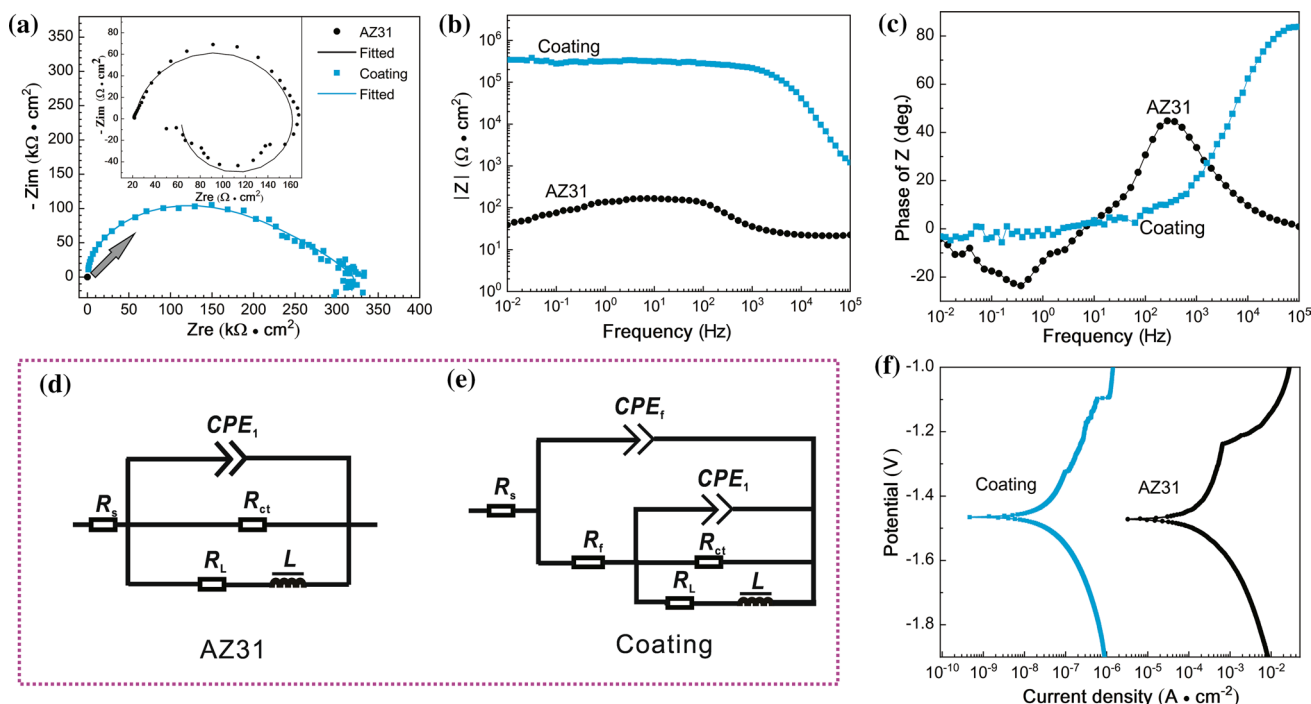 (a)
- Zim (kΩ • cm²)
350
300
250
200
150
100
50
0
0 50 100 150 200 250 300 350 400
Zre (kΩ • cm²)
- Zim (Ω • cm²)
80
60
40
20
0
-20
-40
20 40 60 80 100 120 140 160
Zre (Ω • cm²)
AZ31
Fitted
Coating
Fitted
(b)
|Z| (Ω • cm²)
10⁶
10⁵
10⁴
10³
10²
10¹
10⁰
Coating
AZ31
10⁻² 10⁻¹ 10⁰ 10¹ 10² 10³ 10⁴ 10⁵
Frequency (Hz)
(c)
Phase of Z (deg.)
80
60
40
20
0
-20
AZ31
Coating
10⁻² 10⁻¹ 10⁰ 10¹ 10² 10³ 10⁴ 10⁵
Frequency (Hz)
(d)
CPE₁
Rₛ
R_ct
R_L
L
AZ31
(e)
CPE_f
CPE₁
Rₛ
R_f
R_ct
R_L
L
Coating
(f)
Potential (V)
-1.0
-1.2
-1.4
-1.6
-1.8
Coating
AZ31
10⁻¹⁰ 10⁻⁹ 10⁻⁸ 10⁻⁷ 10⁻⁶ 10⁻⁵ 10⁻⁴ 10⁻³ 10⁻²
Current density (A • cm⁻²)